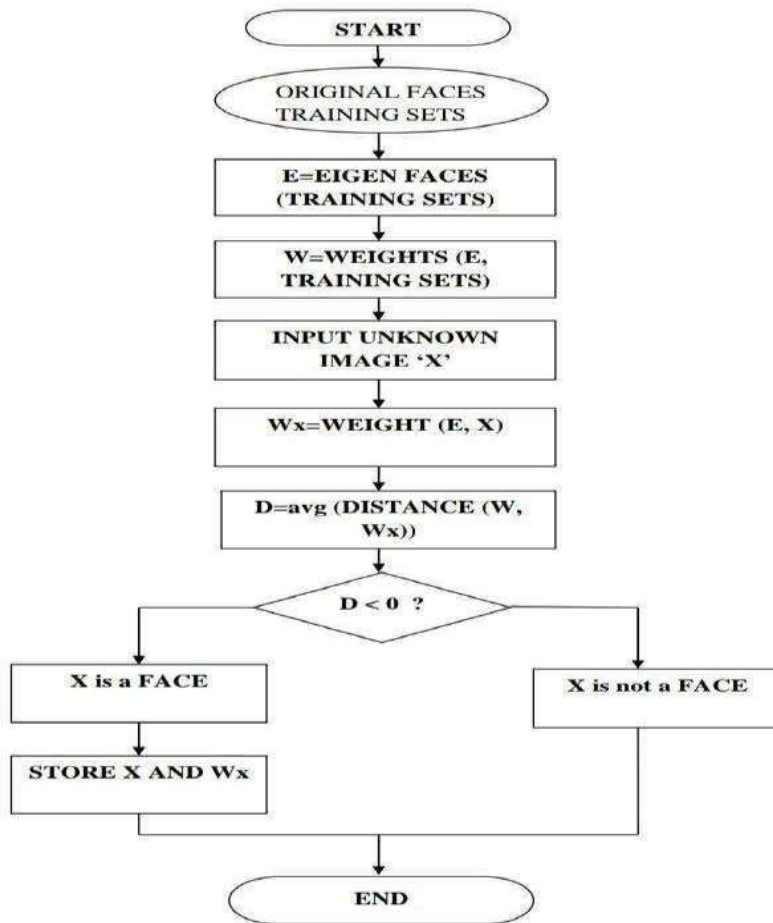 START
ORIGINAL FACES
TRAINING SETS
E=EIGEN FACES
(TRAINING SETS)
W=WEIGHTS (E,
TRAINING SETS)
INPUT UNKNOWN
IMAGE ‘X’
Wx=WEIGHT (E, X)
D=avg (DISTANCE (W,
Wx))
D < 0 ?
X is a FACE
X is not a FACE
STORE X AND Wx
END